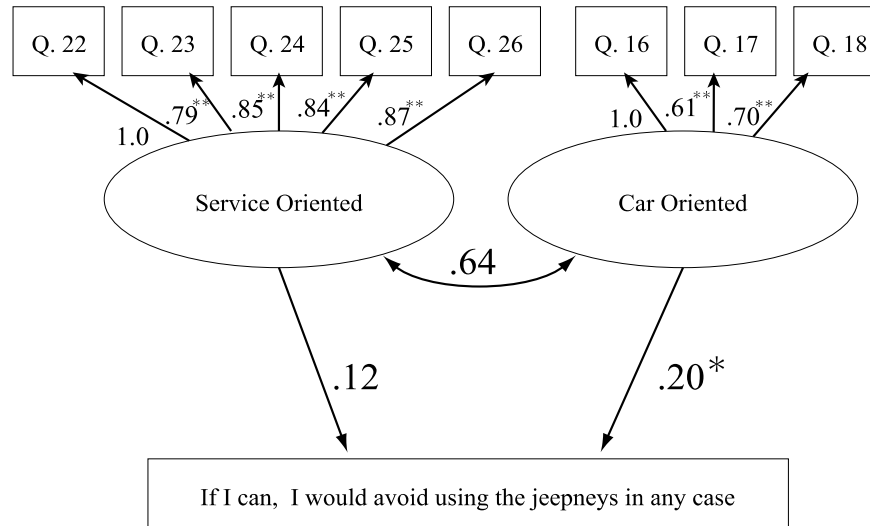 Q. 22 Q. 23 Q. 24 Q. 25 Q. 26 Q. 16 Q. 17 Q. 18
1.0 .79** .85** .84** .87** 1.0 .61** .70**
Service Oriented Car Oriented
.64
.12 .20*
If I can, I would avoid using the jeepneys in any case